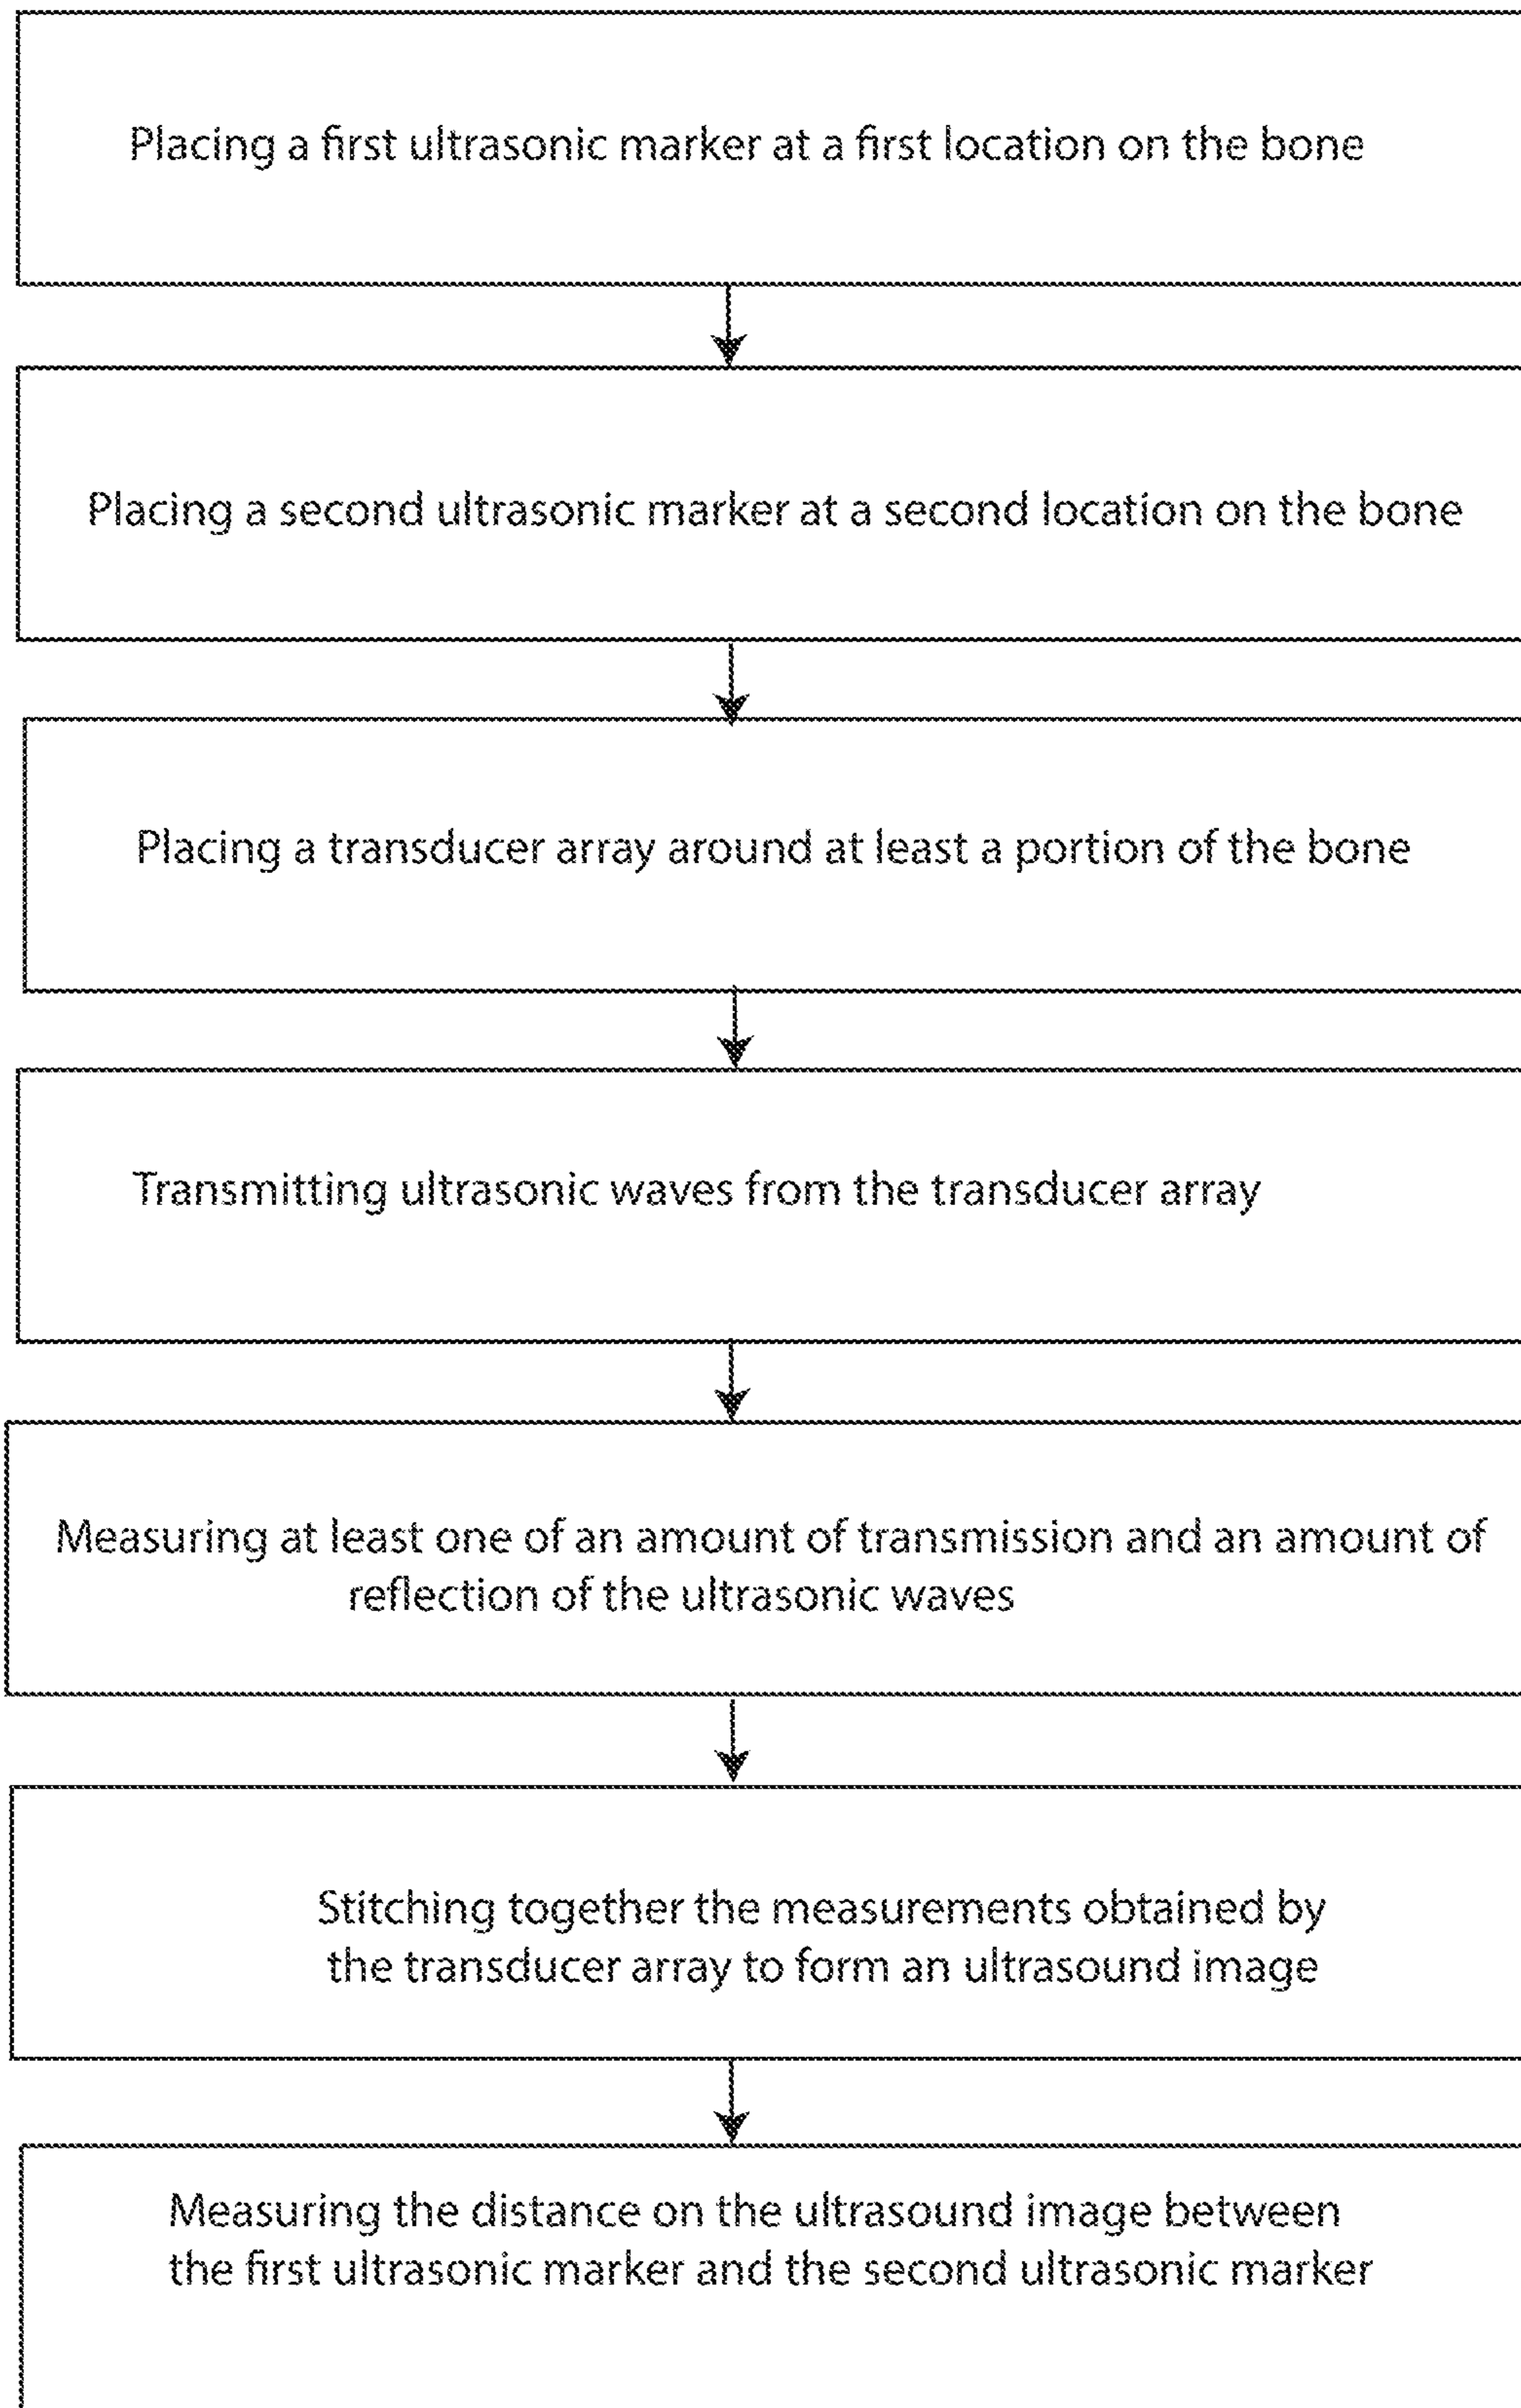 Placing a first ultrasonic marker at a first location on the bone
Placing a second ultrasonic marker at a second location on the bone
Placing a transducer array around at least a portion of the bone
Transmitting ultrasonic waves from the transducer array
Measuring at least one of an amount of transmission and an amount of
reflection of the ultrasonic waves
Stitching together the measurements obtained by
the transducer array to form an ultrasound image
Measuring the distance on the ultrasound image between
the first ultrasonic marker and the second ultrasonic marker